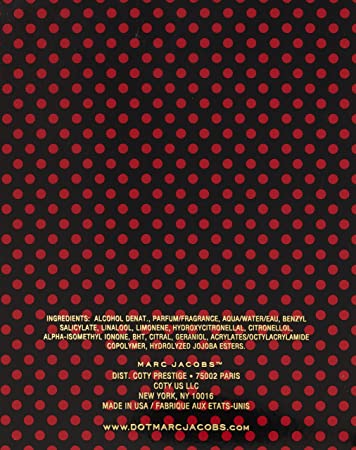 INGREDIENTS: ALCOHOL DENAT., PARFUM/FRAGRANCE, AQUA/WATER/EAU, BENZYL
SALICYLATE, LINALOOL, LIMONENE, HYDROXYCITRONELLAL, CITRONELLOL,
ALPHA-ISOMETHYL IONONE, BHT, CITRAL, GERANIOL, ACRYLATES/OCTYLACRYLAMIDE
COPOLYMER, HYDROLYZED JOJOBA ESTERS.
MARC JACOBS™
DIST. COTY PRESTIGE • 75002 PARIS
COTY US LLC
NEW YORK, NY 10016
MADE IN USA / FABRIQUE AUX ETATS-UNIS
WWW.DOTMARCJACOBS.COM